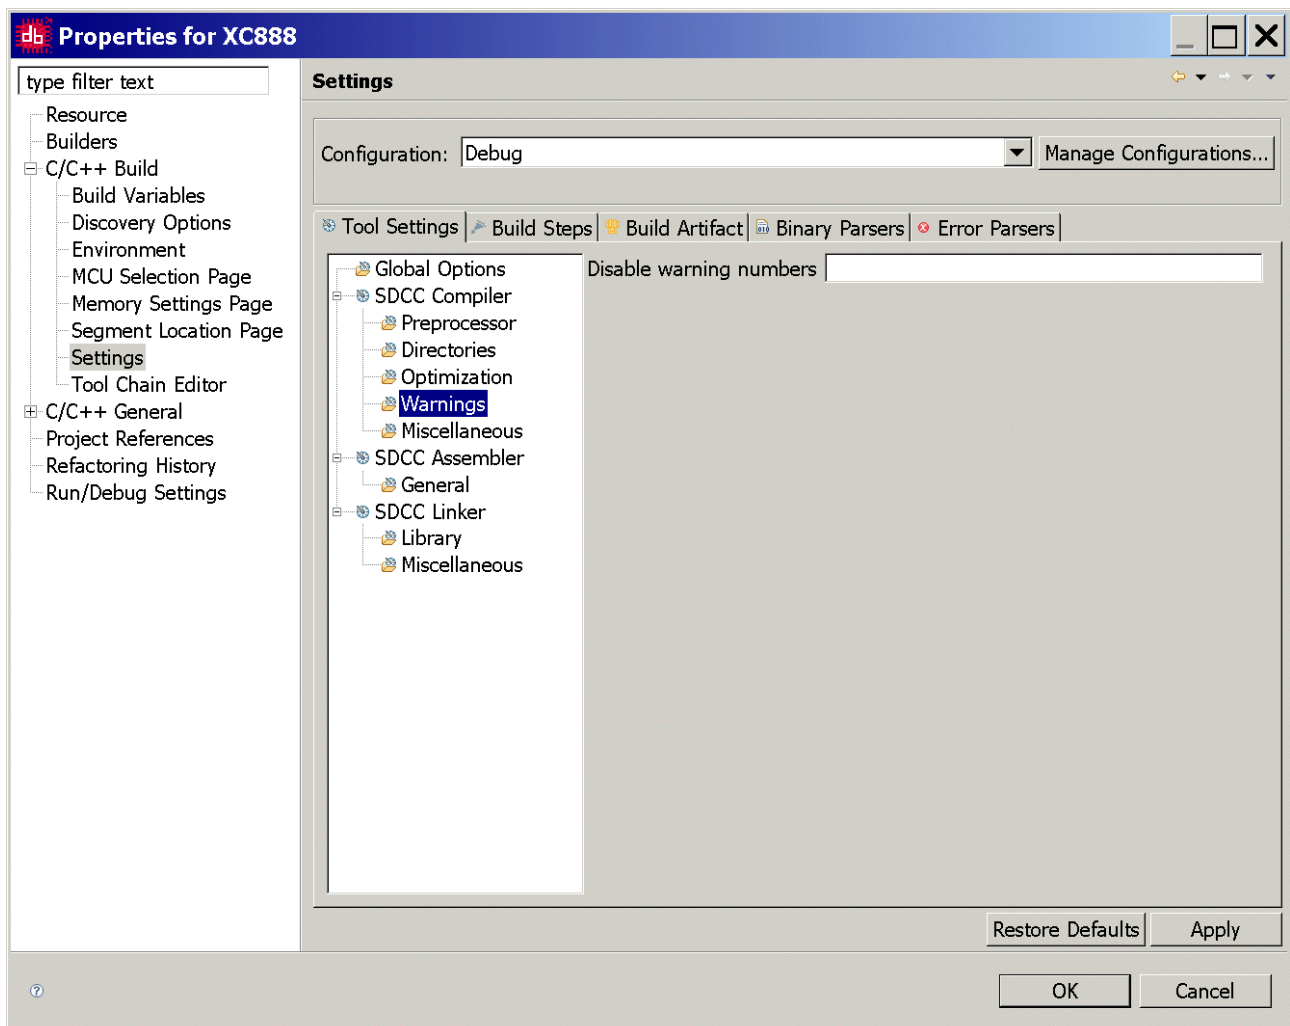 Properties for XC888
type filter text
Resource
Builders
C/C++ Build
Build Variables
Discovery Options
Environment
MCU Selection Page
Memory Settings Page
Segment Location Page
Settings
Tool Chain Editor
C/C++ General
Project References
Refactoring History
Run/Debug Settings
Settings
Configuration: Debug Manage Configurations...
Tool Settings Build Steps Build Artifact Binary Parsers Error Parsers
Global Options
SDCC Compiler
Preprocessor
Directories
Optimization
Warnings
Miscellaneous
SDCC Assembler
General
SDCC Linker
Library
Miscellaneous
Disable warning numbers
Restore Defaults Apply
OK Cancel